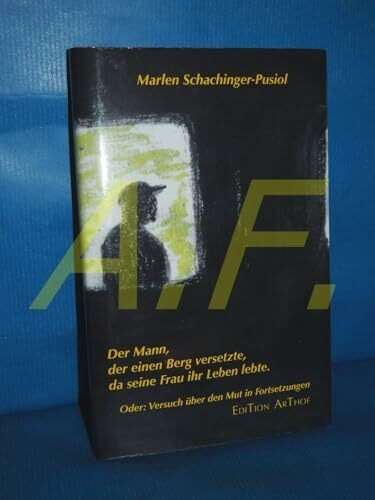 Marlen Schachinger-Pusiol
A.F.
Der Mann,
der einen Berg versetzte,
da seine Frau ihr Leben lebte.
Oder: Versuch über den Mut in Fortsetzungen
EdiTion ArThof